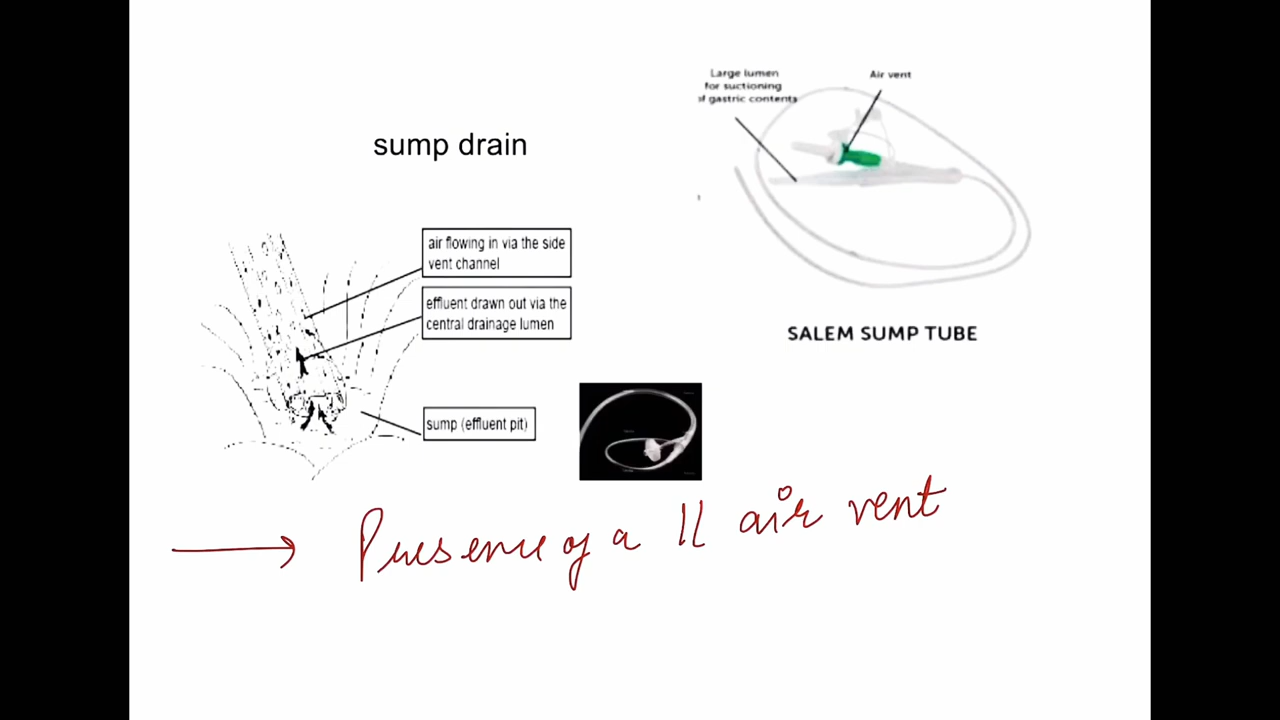 Large lumen
for suctioning
of gastric contents
Air vent
sump drain
air flowing in via the side
vent channel
effluent drawn out via the
central drainage lumen
sump (effluent pit)
SALEM SUMP TUBE
→ Presence of a || air vent